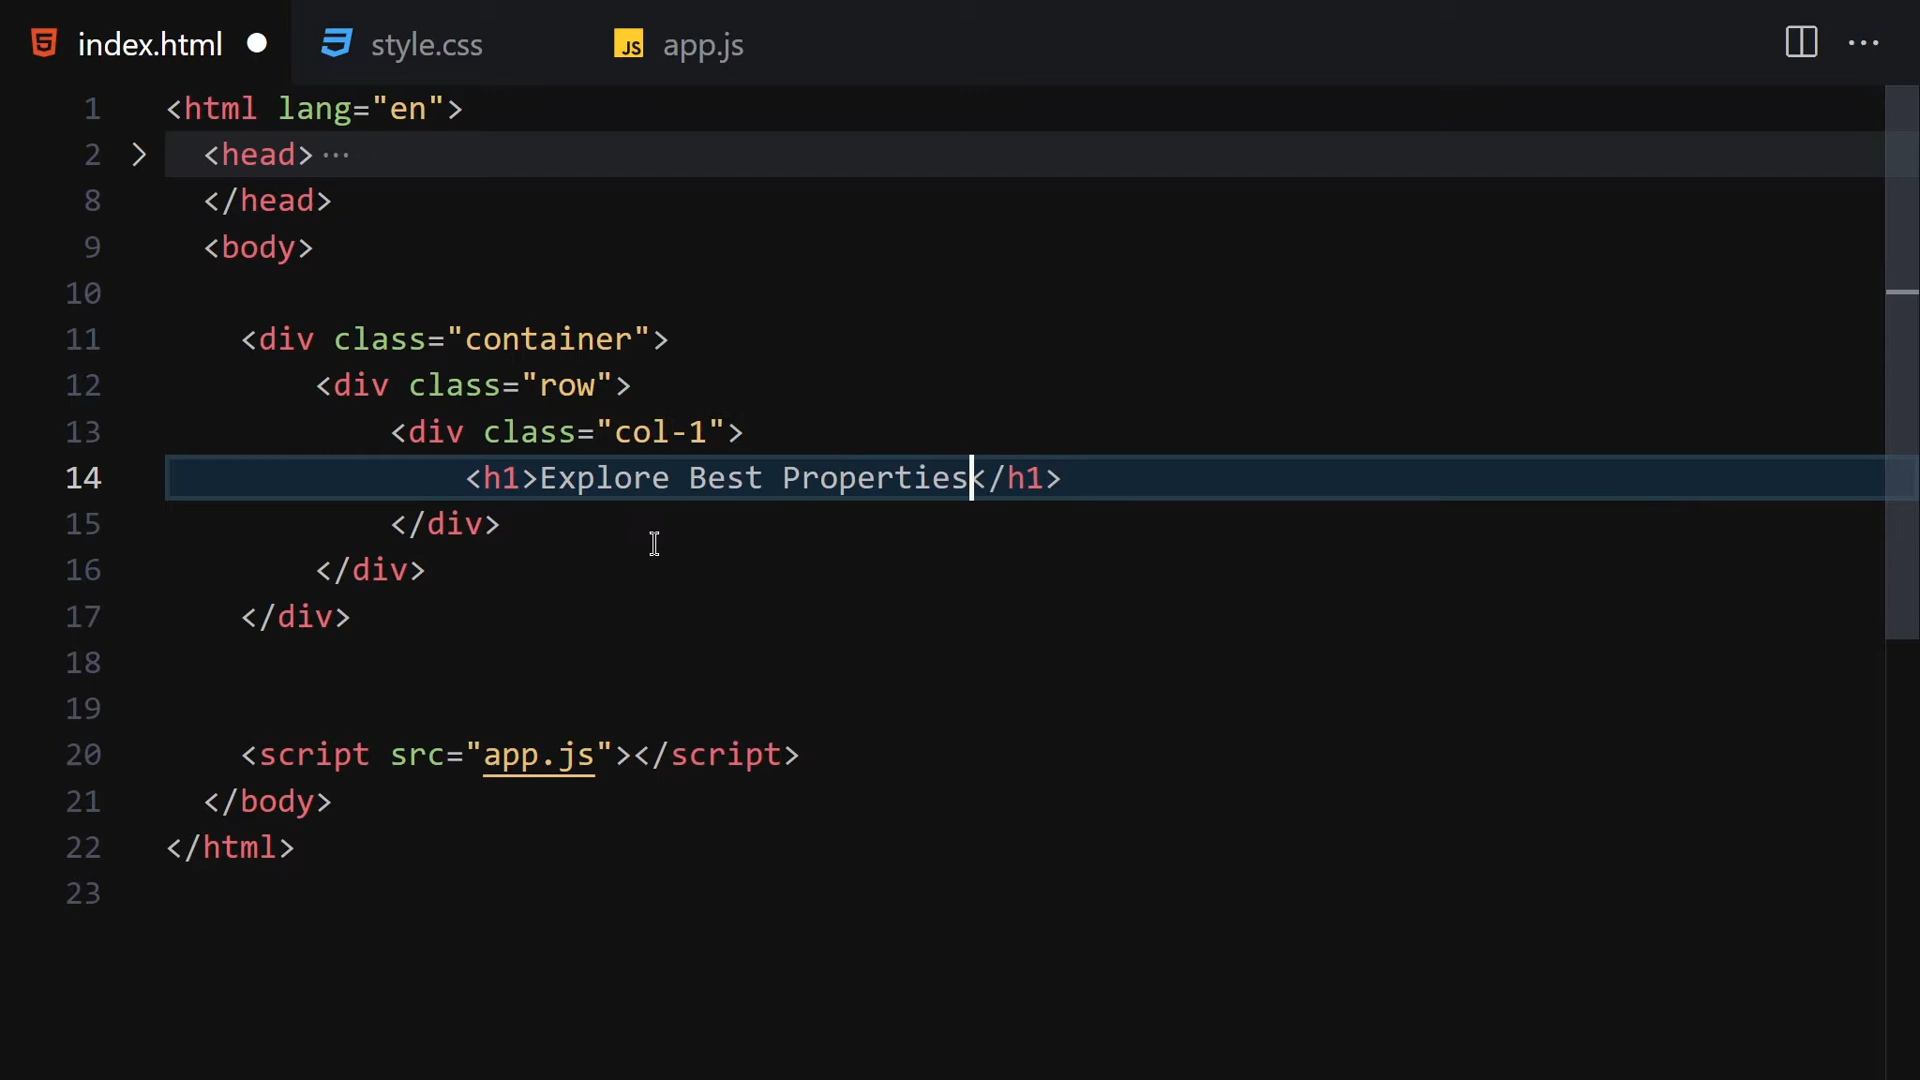 index.html style.css JS app.js
1 <html lang="en">
2 <head>···
8 </head>
9 <body>
10
11 <div class="container">
12 <div class="row">
13 <div class="col-1">
14 <h1>Explore Best Properties</h1>
15 </div>
16 </div>
17 </div>
18
19
20 <script src="app.js"></script>
21 </body>
22 </html>
23